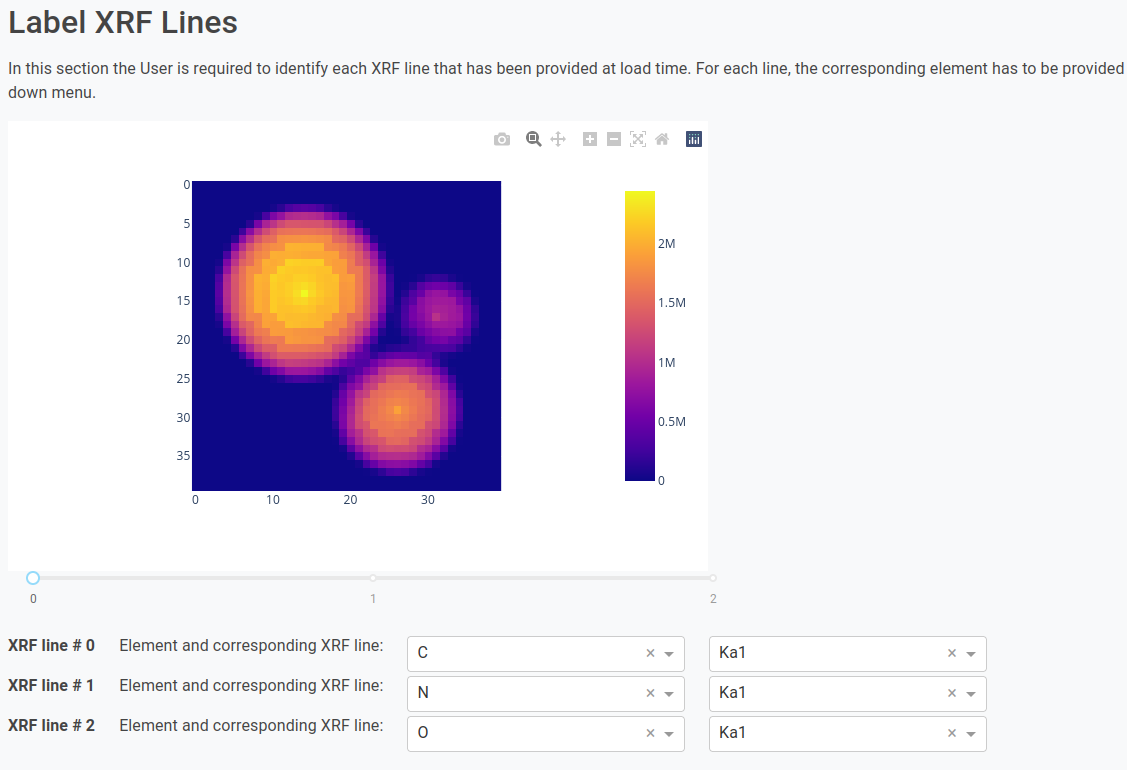 Label XRF Lines
In this section the User is required to identify each XRF line that has been provided at load time. For each line, the corresponding element has to be provided
down menu.
0
5
10
15
20
25
30
35
0 10 20 30
2M
1.5M
1M
0.5M
0
0 1 2
XRF line # 0 Element and corresponding XRF line: C × Ka1 ×
XRF line # 1 Element and corresponding XRF line: N × Ka1 ×
XRF line # 2 Element and corresponding XRF line: O × Ka1 ×